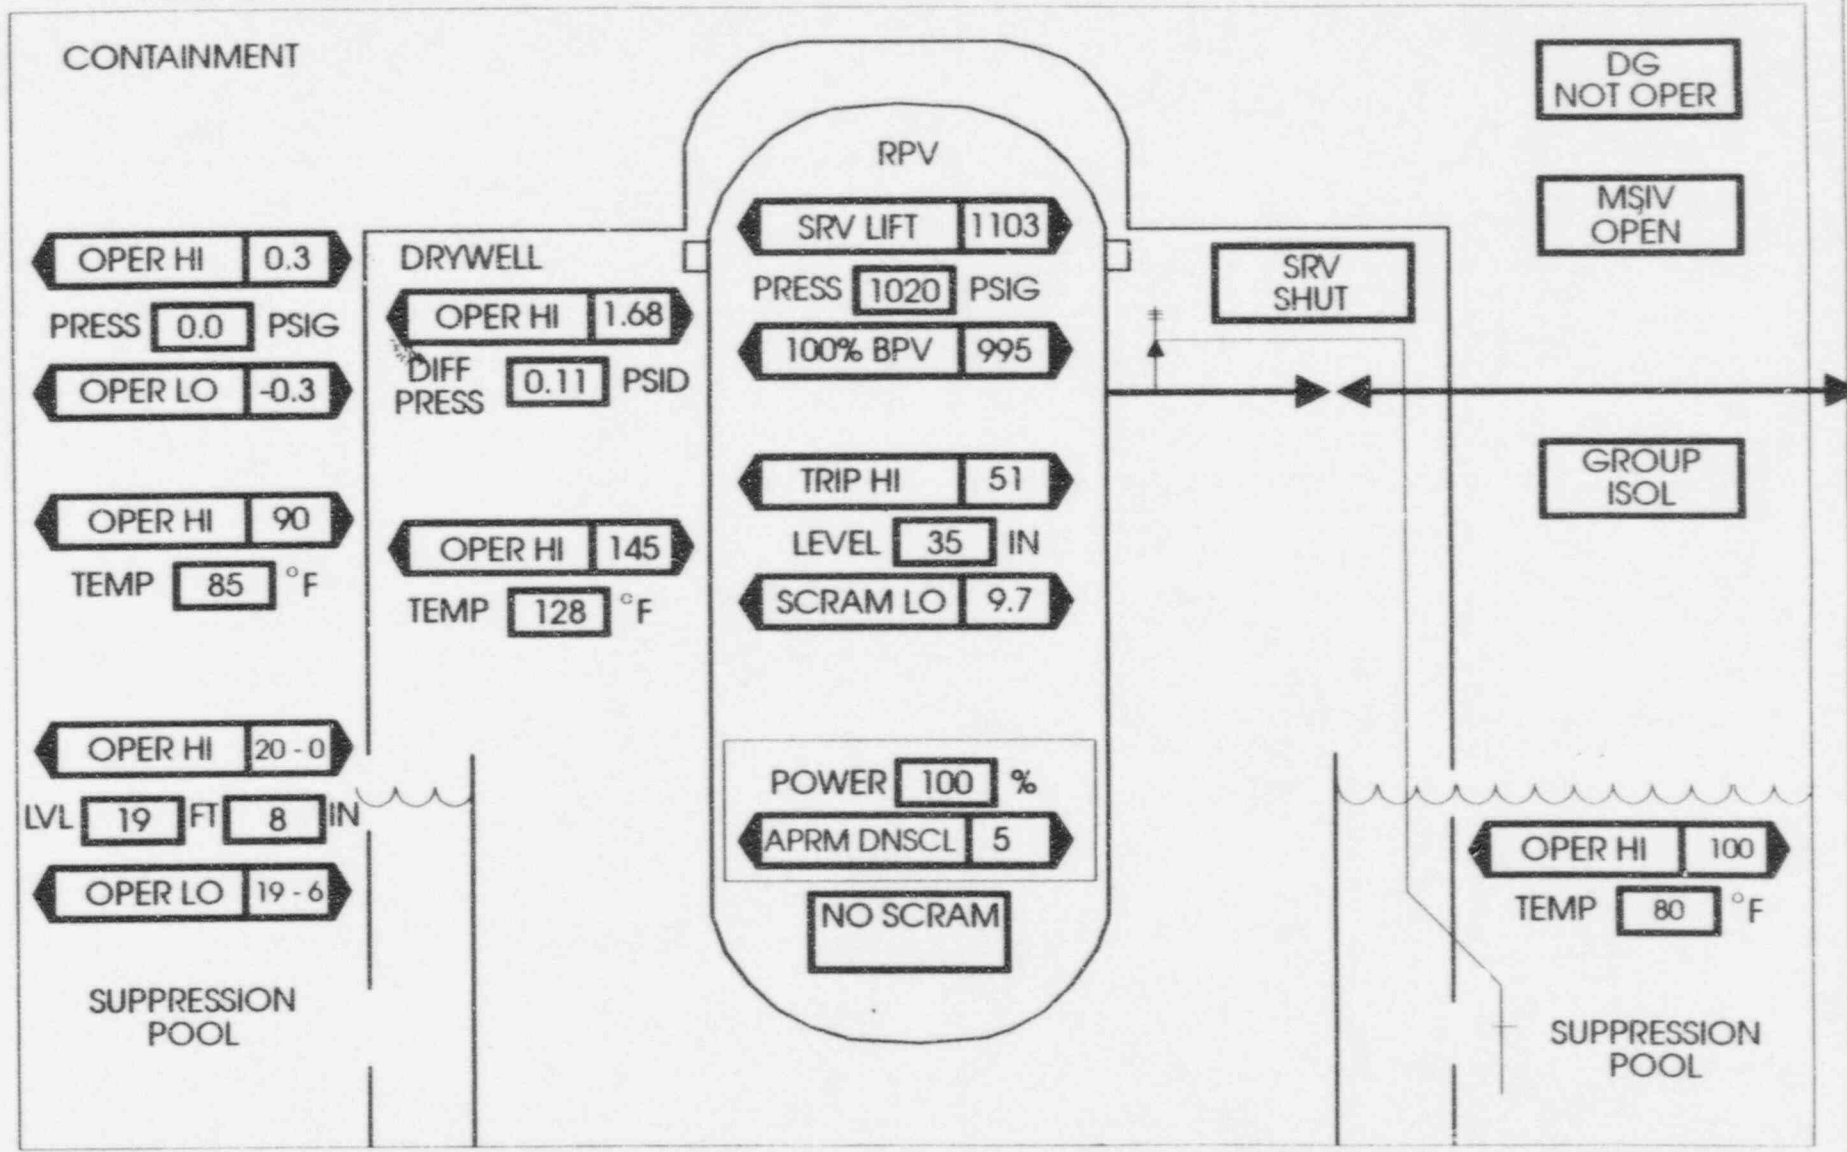 CONTAINMENT
OPER HI 0.3
PRESS 0.0 PSIG
OPER LO -0.3
OPER HI 90
TEMP 85 °F
OPER HI 20 - 0
LVL 19 FT 8 IN
OPER LO 19 - 6
SUPPRESSION
POOL
DRYWELL
OPER HI 1.68
DIFF
PRESS 0.11 PSID
OPER HI 145
TEMP 128 °F
RPV
SRV LIFT 1103
PRESS 1020 PSIG
100% BPV 995
TRIP HI 51
LEVEL 35 IN
SCRAM LO 9.7
POWER 100 %
APRM DNSCL 5
NO SCRAM
SRV
SHUT
DG
NOT OPER
MSIV
OPEN
GROUP
ISOL
OPER HI 100
TEMP 80 °F
SUPPRESSION
POOL